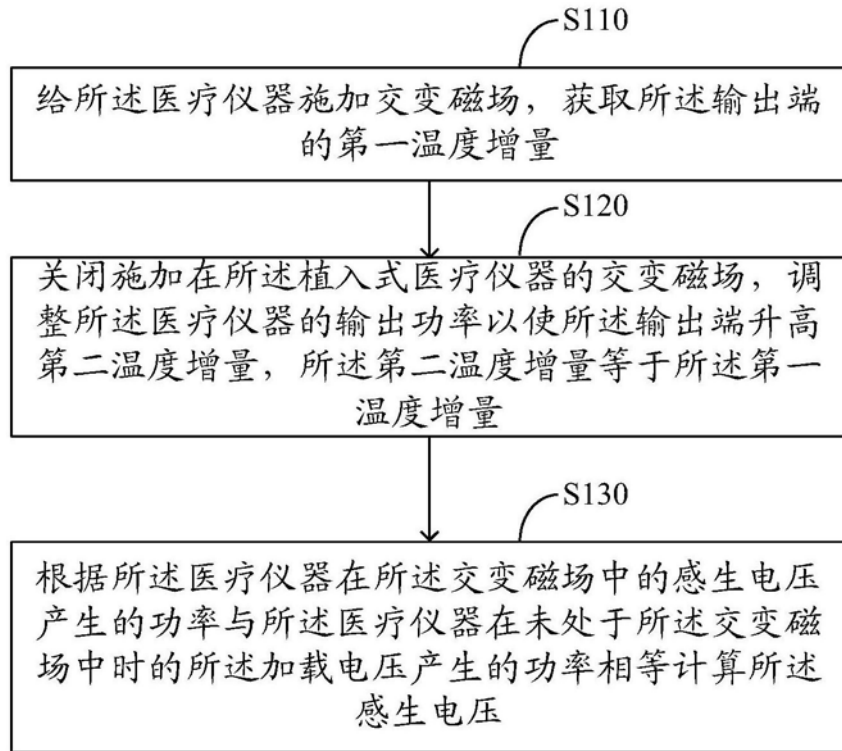 S110
给所述医疗仪器施加交变磁场，获取所述输出端
的第一温度增量
S120
关闭施加在所述植入式医疗仪器的交变磁场，调
整所述医疗仪器的输出功率以使所述输出端升高
第二温度增量，所述第二温度增量等于所述第一
温度增量
S130
根据所述医疗仪器在所述交变磁场中的感生电压
产生的功率与所述医疗仪器在未处于所述交变磁
场中时的所述加载电压产生的功率相等计算所述
感生电压